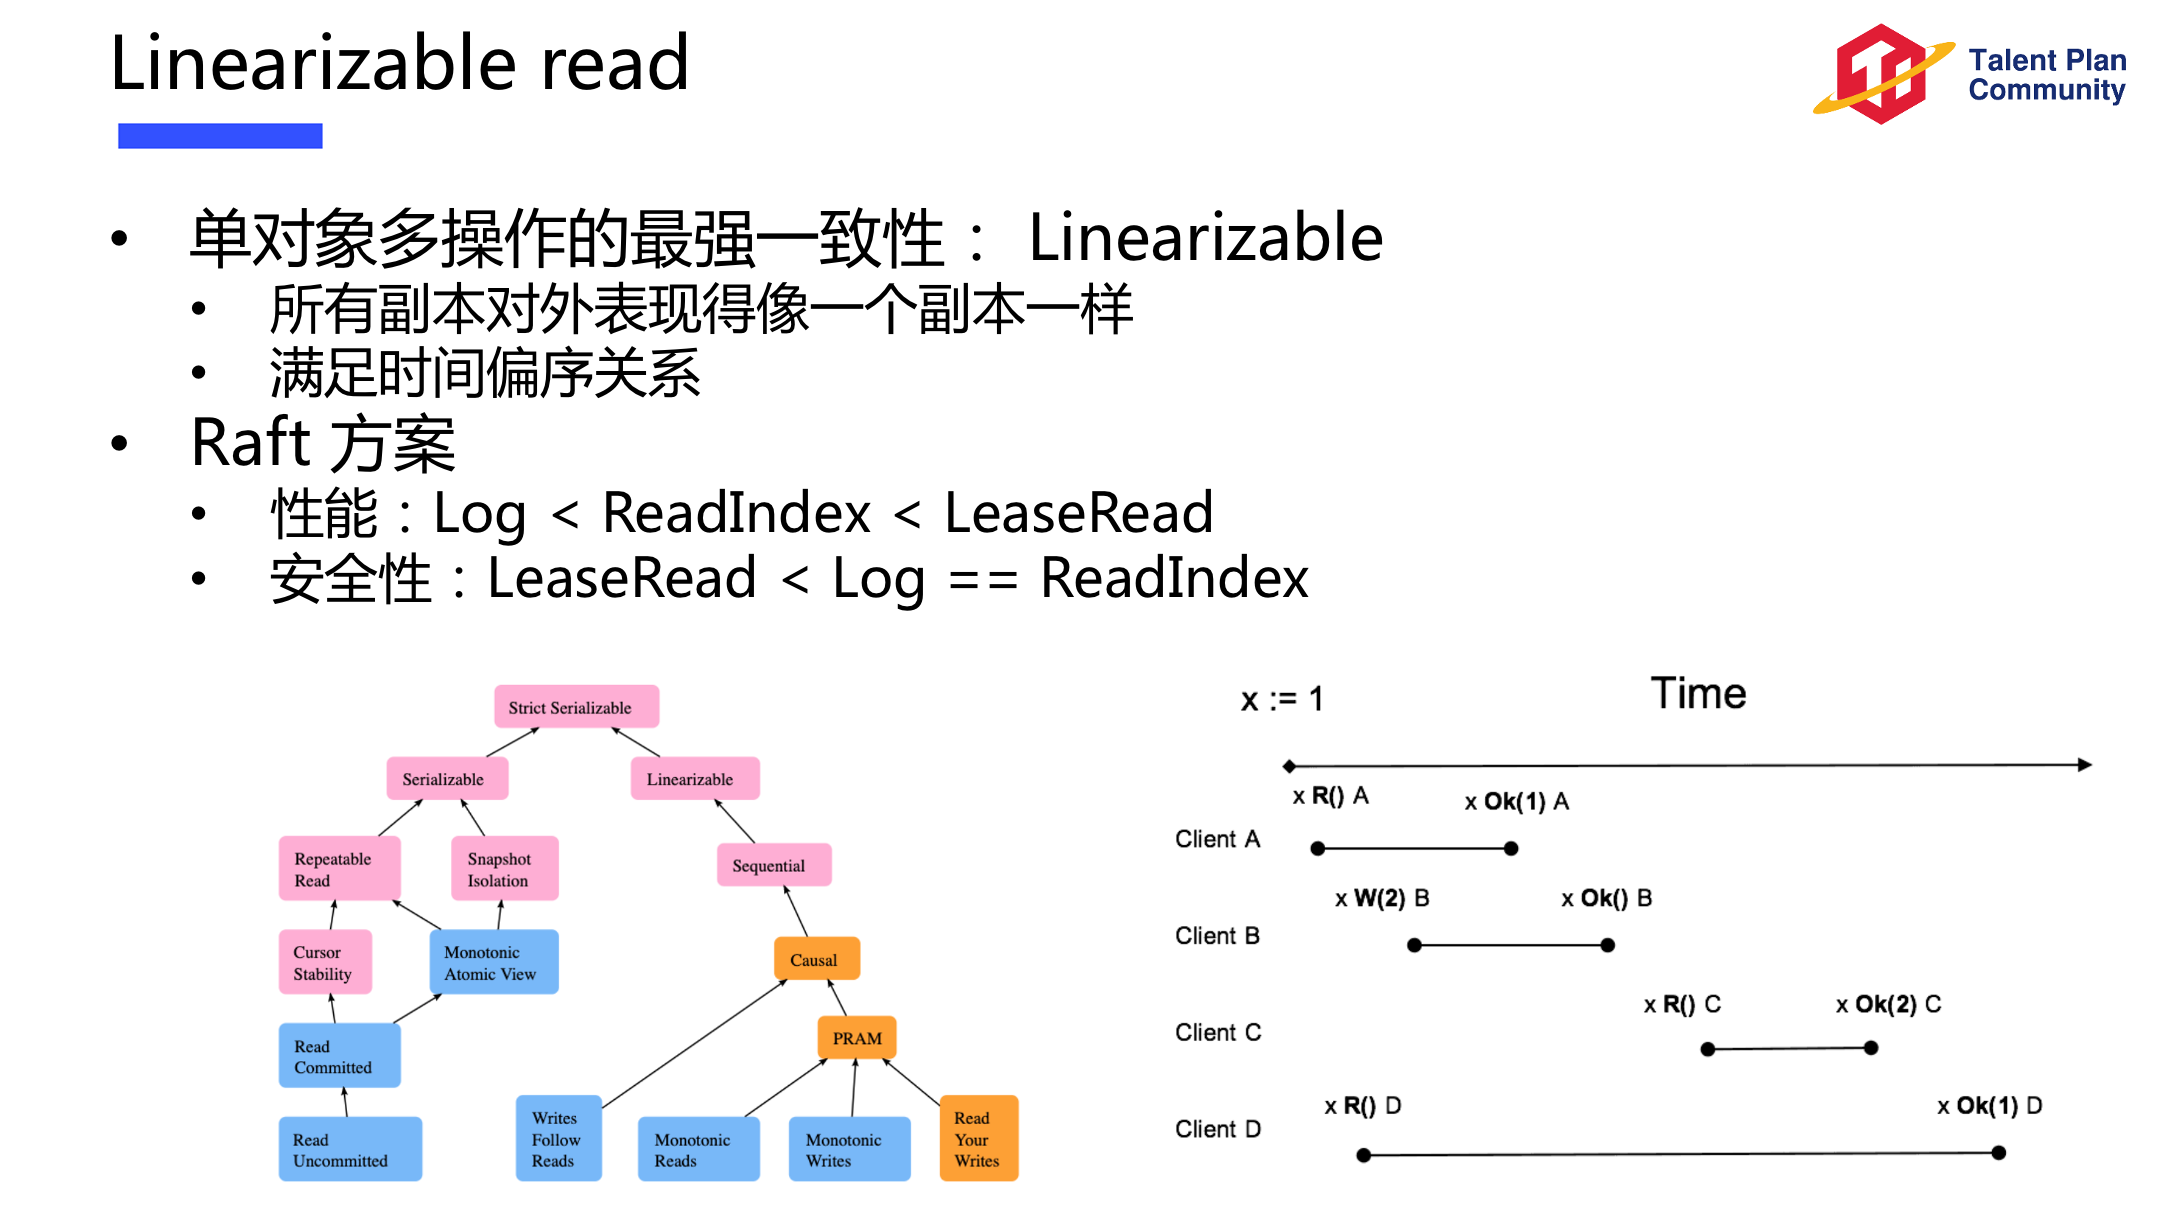 Linearizable read
Talent Plan
Community
• 单对象多操作的最强一致性： Linearizable
• 所有副本对外表现得像一个副本一样
• 满足时间偏序关系
• Raft 方案
• 性能：Log < ReadIndex < LeaseRead
• 安全性：LeaseRead < Log == ReadIndex
Strict Serializable
Serializable
Linearizable
Repeatable
Read
Snapshot
Isolation
Sequential
Cursor
Stability
Monotonic
Atomic View
Causal
Read
Committed
PRAM
Read
Uncommitted
Writes
Follow
Reads
Monotonic
Reads
Monotonic
Writes
Read
Your
Writes
x := 1
Time
x R() A
x Ok(1) A
Client A
x W(2) B
x Ok() B
Client B
x R() C
x Ok(2) C
Client C
x R() D
x Ok(1) D
Client D